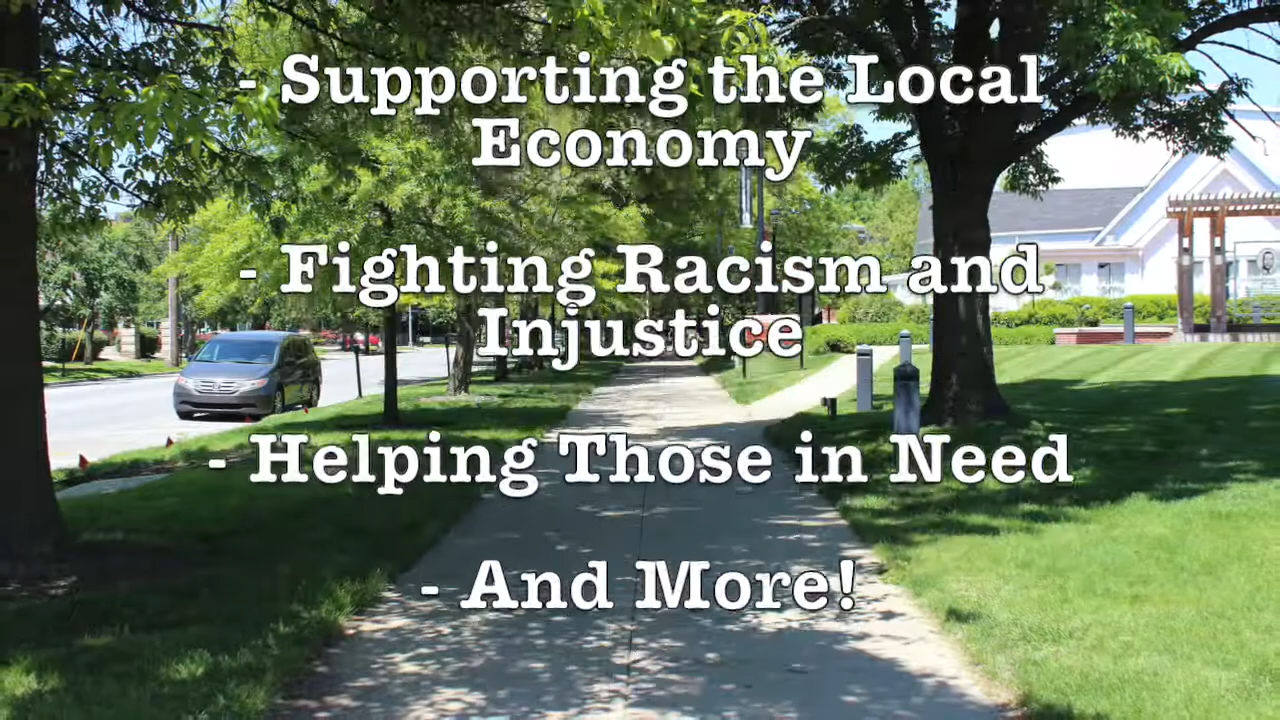 - Supporting the Local
Economy
- Fighting Racism and
Injustice
- Helping Those in Need
- And More!